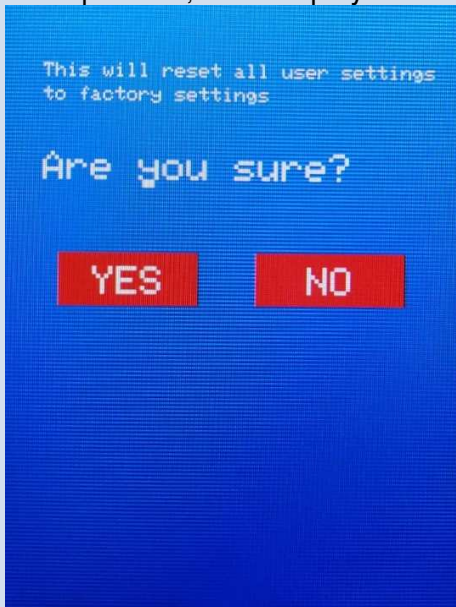 This will reset all user settings
to factory settings
Are you sure?
YES NO